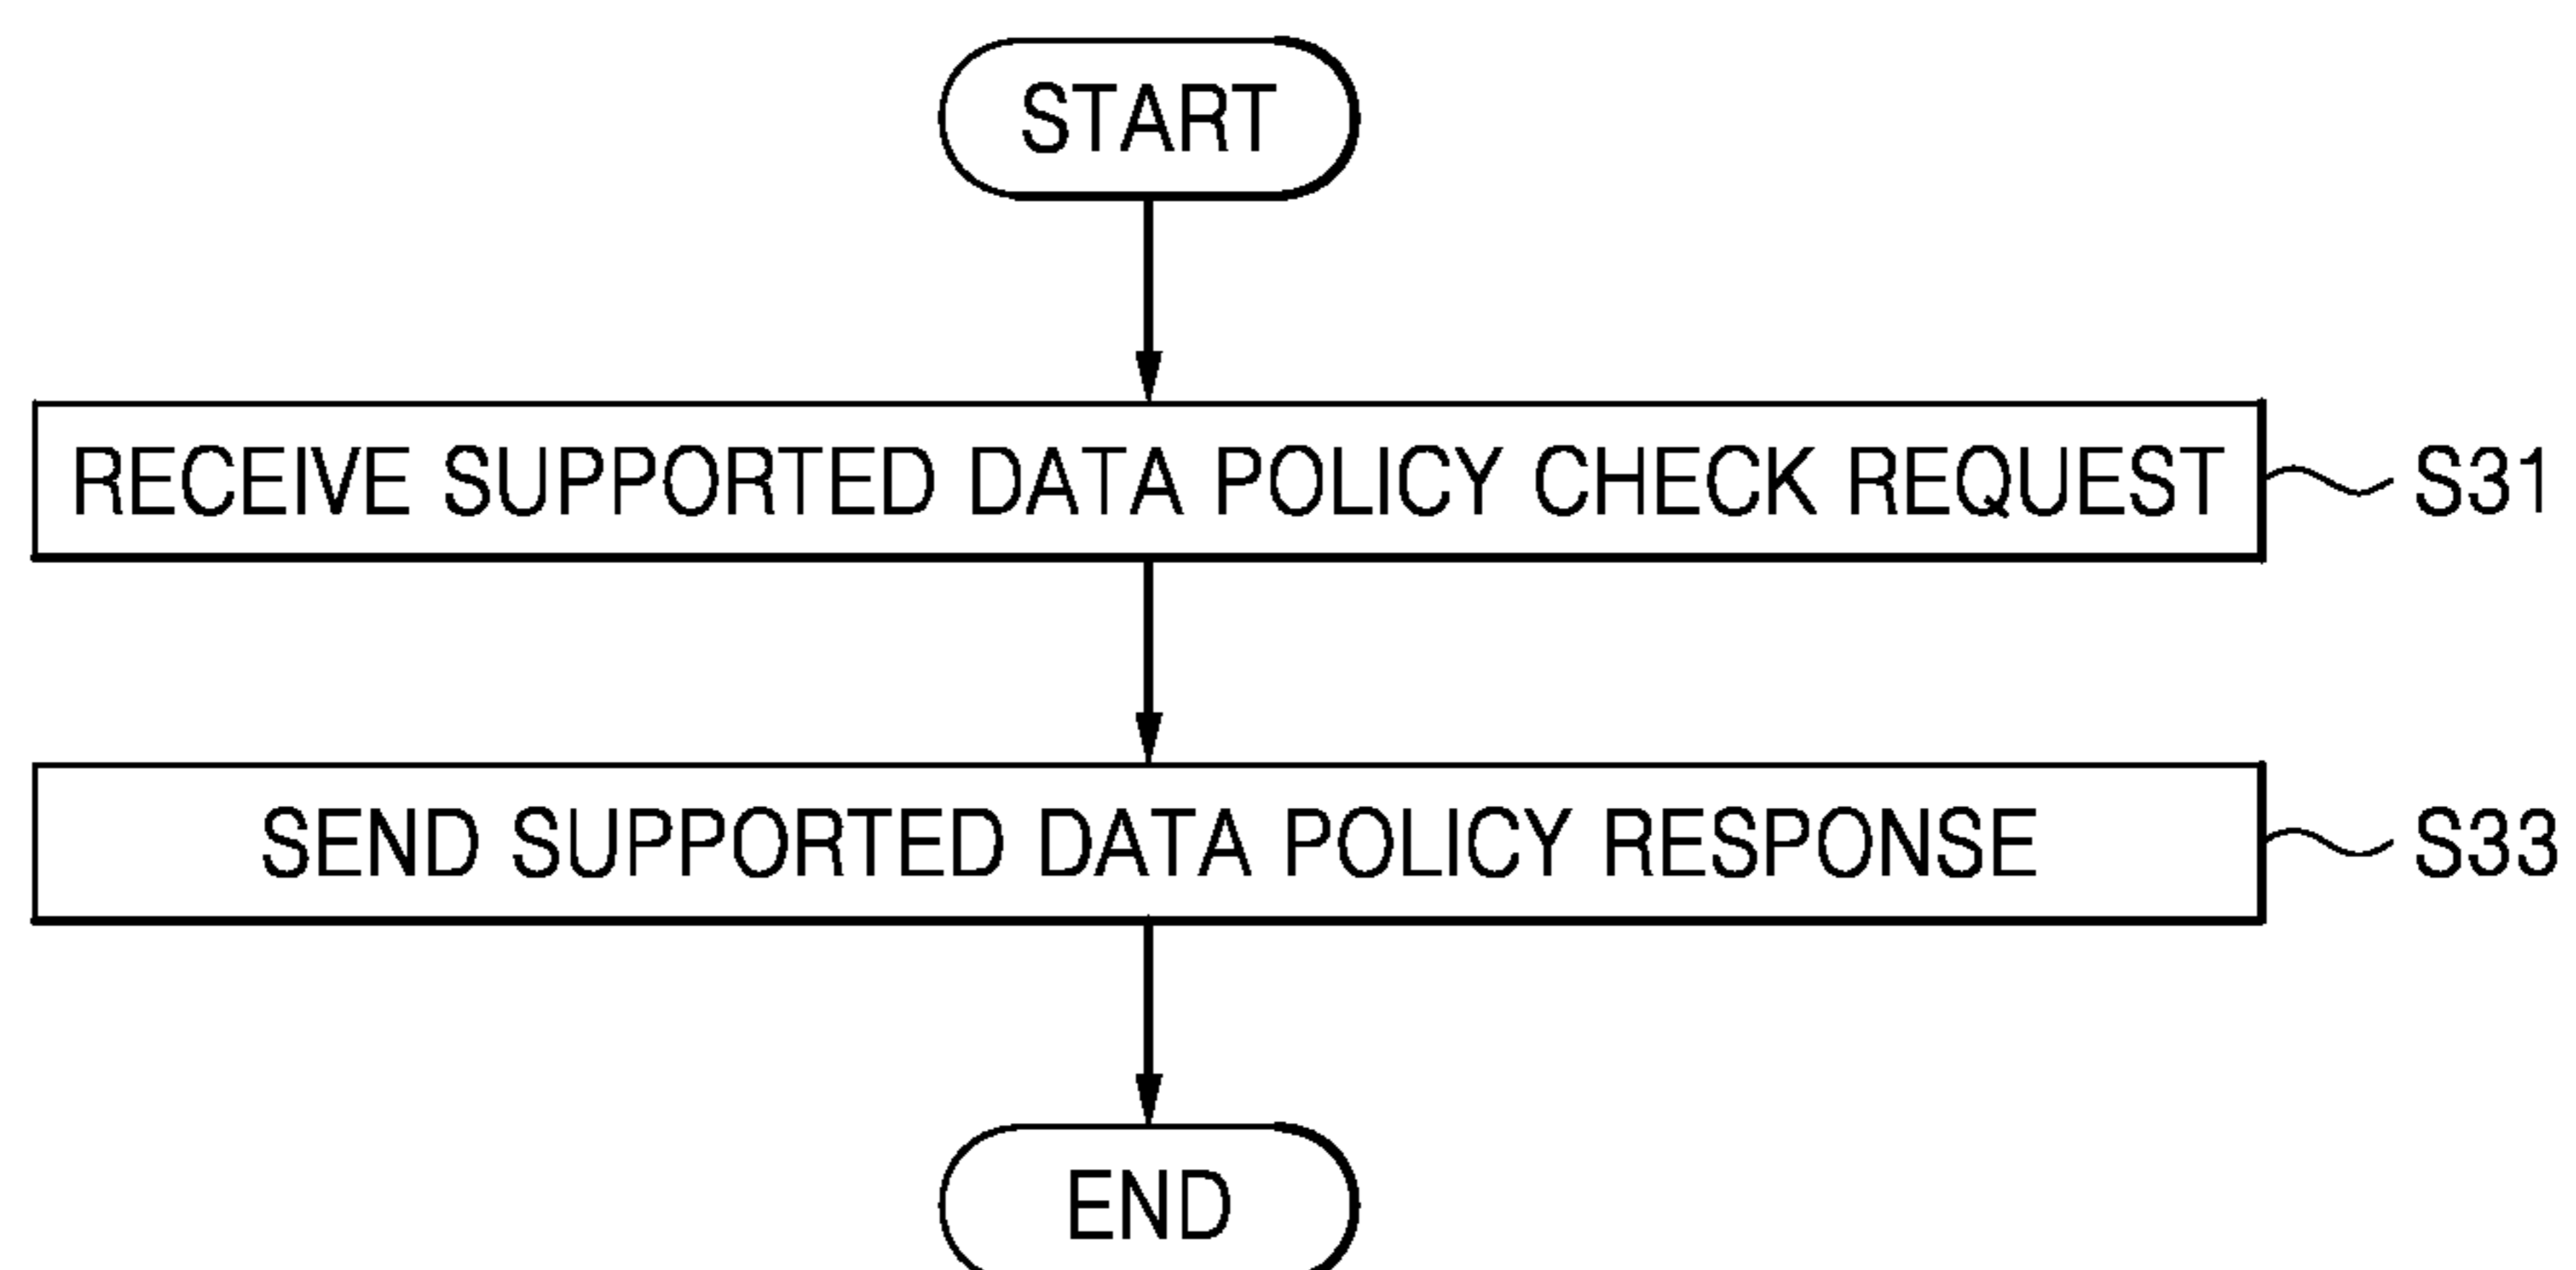 START
RECEIVE SUPPORTED DATA POLICY CHECK REQUEST
S31
SEND SUPPORTED DATA POLICY RESPONSE
S33
END